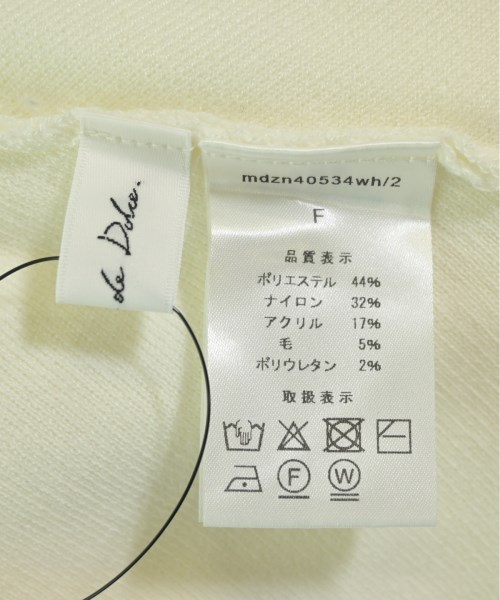 de Dolce.
mdzn40534wh/2
F
品質表示
ポリエステル 44%
ナイロン 32%
アクリル 17%
毛 5%
ポリウレタン 2%
取扱表示
F W